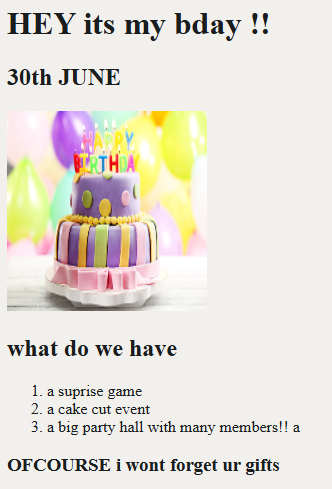 HEY its my bday !!
30th JUNE
HAPPY
BIRTHDAY
what do we have
1. a suprise game
2. a cake cut event
3. a big party hall with many members!! a
OFCOURSE i wont forget ur gifts